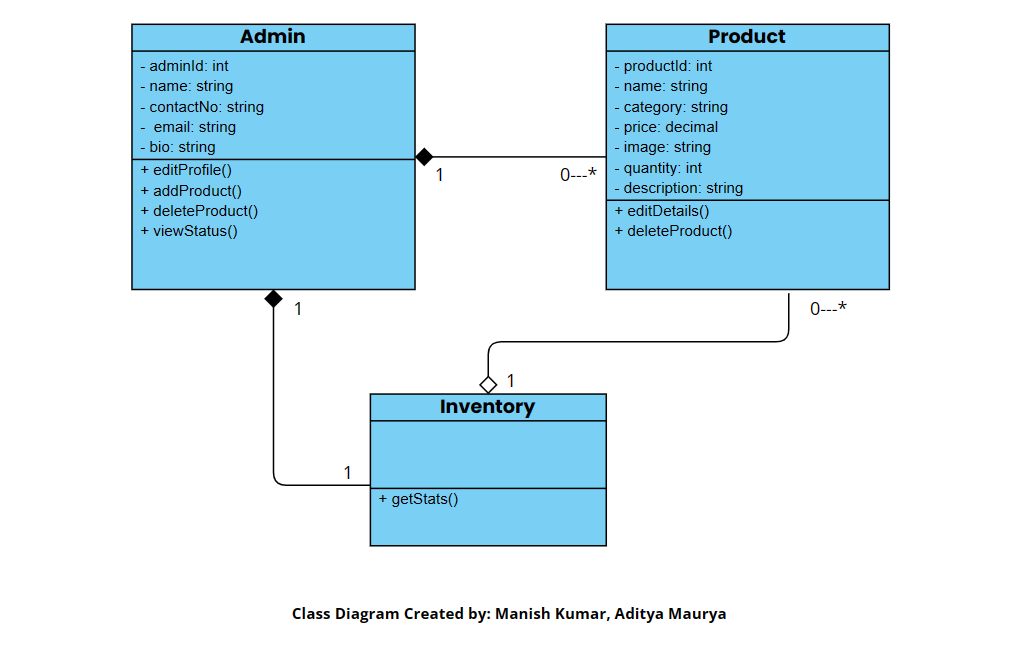 Admin
- adminId: int
- name: string
- contactNo: string
-  email: string
- bio: string
+ editProfile()
+ addProduct()
+ deleteProduct()
+ viewStatus()
Product
- productId: int
- name: string
- category: string
- price: decimal
- image: string
- quantity: int
- description: string
+ editDetails()
+ deleteProduct()
1
0---*
1
0---*
1
1
Inventory
+ getStats()
Class Diagram Created by: Manish Kumar, Aditya Maurya